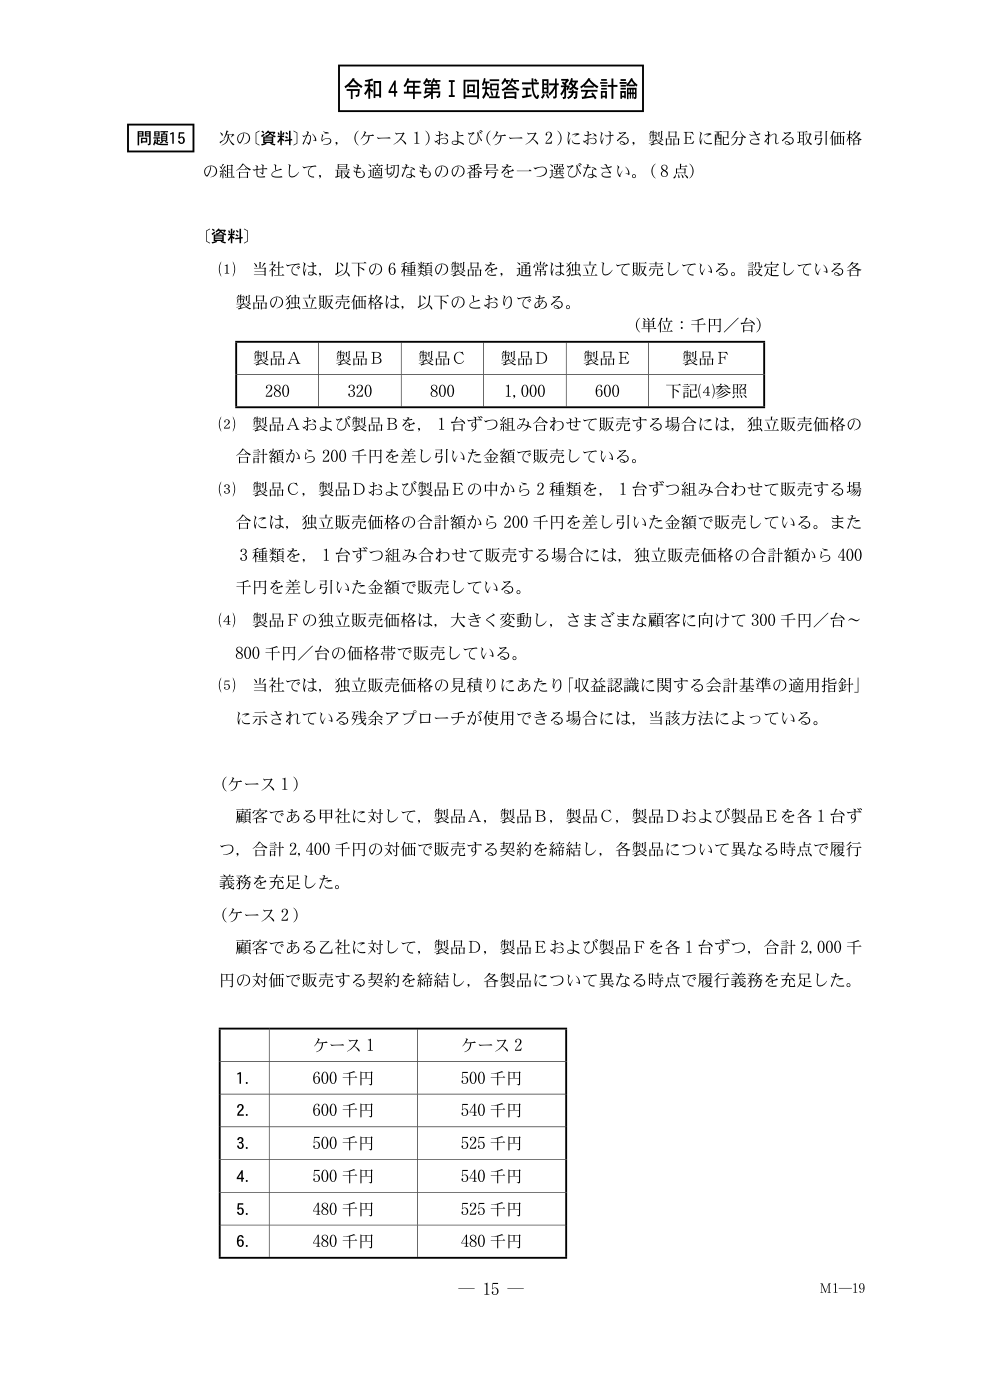 令和4年第Ⅰ回短答式財務会計論
問題15　次の〔資料〕から，(ケース1)および(ケース2)における，製品Eに配分される取引価格
の組合せとして，最も適切なものの番号を一つ選びなさい。(8点)
〔資料〕
⑴　当社では，以下の6種類の製品を，通常は独立して販売している。設定している各
製品の独立販売価格は，以下のとおりである。
(単位：千円／台)
製品A　製品B　製品C　製品D　製品E　製品F
280　320　800　1,000　600　下記⑷参照
⑵　製品Aおよび製品Bを，1台ずつ組み合わせて販売する場合には，独立販売価格の
合計額から200千円を差し引いた金額で販売している。
⑶　製品C，製品Dおよび製品Eの中から2種類を，1台ずつ組み合わせて販売する場
合には，独立販売価格の合計額から200千円を差し引いた金額で販売している。また
3種類を，1台ずつ組み合わせて販売する場合には，独立販売価格の合計額から400
千円を差し引いた金額で販売している。
⑷　製品Fの独立販売価格は，大きく変動し，さまざまな顧客に向けて300千円／台～
800千円／台の価格帯で販売している。
⑸　当社では，独立販売価格の見積りにあたり「収益認識に関する会計基準の適用指針」
に示されている残余アプローチが使用できる場合には，当該方法によっている。
(ケース1)
顧客である甲社に対して，製品A，製品B，製品C，製品Dおよび製品Eを各1台ず
つ，合計2,400千円の対価で販売する契約を締結し，各製品について異なる時点で履行
義務を充足した。
(ケース2)
顧客である乙社に対して，製品D，製品Eおよび製品Fを各1台ずつ，合計2,000千
円の対価で販売する契約を締結し，各製品について異なる時点で履行義務を充足した。
ケース1　ケース2
1.　600千円　500千円
2.　600千円　540千円
3.　500千円　525千円
4.　500千円　540千円
5.　480千円　525千円
6.　480千円　480千円
― 15 ―　M1―19